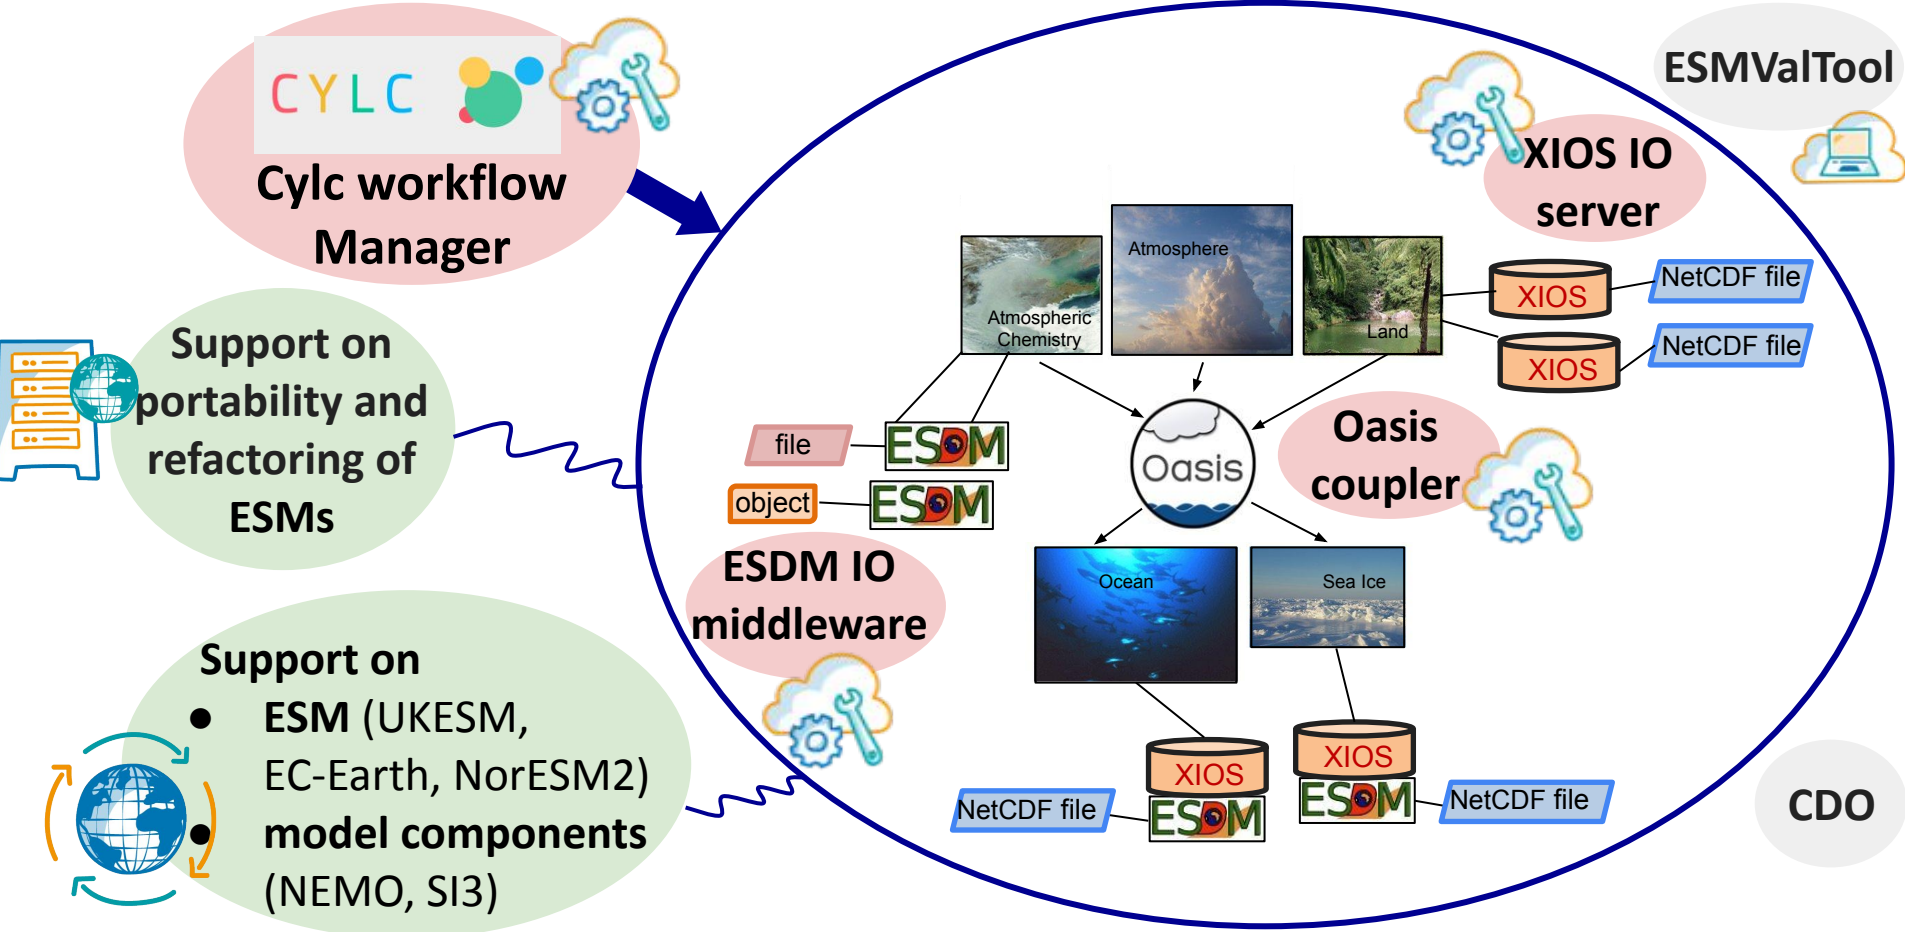 CYLC
Cylc workflow
Manager
Support on
portability and
refactoring of
ESMs
Support on
● ESM (UKESM,
EC-Earth, NorESM2)
● model components
(NEMO, SI3)
ESMValTool
XIOS IO
server
Atmospheric
Chemistry
Atmosphere
Land
XIOS
NetCDF file
XIOS
NetCDF file
file
ESDM
object
ESDM
Oasis
Oasis
coupler
ESDM IO
middleware
Ocean
Sea Ice
XIOS
ESDM
NetCDF file
XIOS
ESDM
NetCDF file
CDO